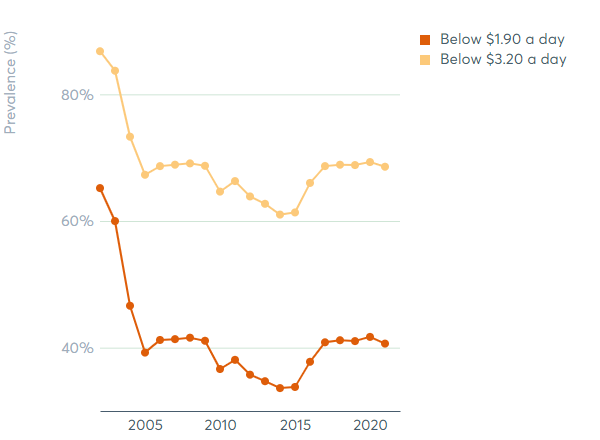 Prevalence (%)
Below $1.90 a day
Below $3.20 a day
80%
60%
40%
2005 2010 2015 2020